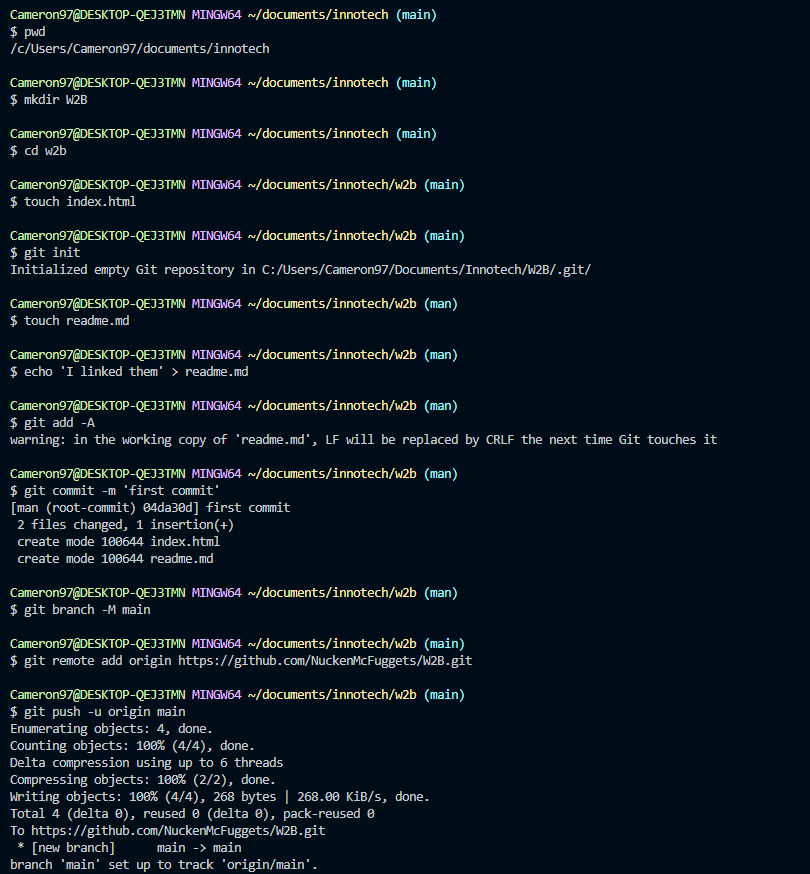 Cameron97@DESKTOP-QEJ3TMN MINGW64 ~/documents/innotech (main)
$ pwd
/c/Users/Cameron97/documents/innotech

Cameron97@DESKTOP-QEJ3TMN MINGW64 ~/documents/innotech (main)
$ mkdir W2B

Cameron97@DESKTOP-QEJ3TMN MINGW64 ~/documents/innotech (main)
$ cd w2b

Cameron97@DESKTOP-QEJ3TMN MINGW64 ~/documents/innotech/w2b (main)
$ touch index.html

Cameron97@DESKTOP-QEJ3TMN MINGW64 ~/documents/innotech/w2b (main)
$ git init
Initialized empty Git repository in C:/Users/Cameron97/Documents/Innotech/W2B/.git/

Cameron97@DESKTOP-QEJ3TMN MINGW64 ~/documents/innotech/w2b (man)
$ touch readme.md

Cameron97@DESKTOP-QEJ3TMN MINGW64 ~/documents/innotech/w2b (man)
$ echo 'I linked them' > readme.md

Cameron97@DESKTOP-QEJ3TMN MINGW64 ~/documents/innotech/w2b (man)
$ git add -A
warning: in the working copy of 'readme.md', LF will be replaced by CRLF the next time Git touches it

Cameron97@DESKTOP-QEJ3TMN MINGW64 ~/documents/innotech/w2b (man)
$ git commit -m 'first commit'
[man (root-commit) 04da30d] first commit
 2 files changed, 1 insertion(+)
 create mode 100644 index.html
 create mode 100644 readme.md

Cameron97@DESKTOP-QEJ3TMN MINGW64 ~/documents/innotech/w2b (man)
$ git branch -M main

Cameron97@DESKTOP-QEJ3TMN MINGW64 ~/documents/innotech/w2b (main)
$ git remote add origin https://github.com/NuckenMcFuggets/W2B.git

Cameron97@DESKTOP-QEJ3TMN MINGW64 ~/documents/innotech/w2b (main)
$ git push -u origin main
Enumerating objects: 4, done.
Counting objects: 100% (4/4), done.
Delta compression using up to 6 threads
Compressing objects: 100% (2/2), done.
Writing objects: 100% (4/4), 268 bytes | 268.00 KiB/s, done.
Total 4 (delta 0), reused 0 (delta 0), pack-reused 0
To https://github.com/NuckenMcFuggets/W2B.git
 * [new branch]      main -> main
branch 'main' set up to track 'origin/main'.